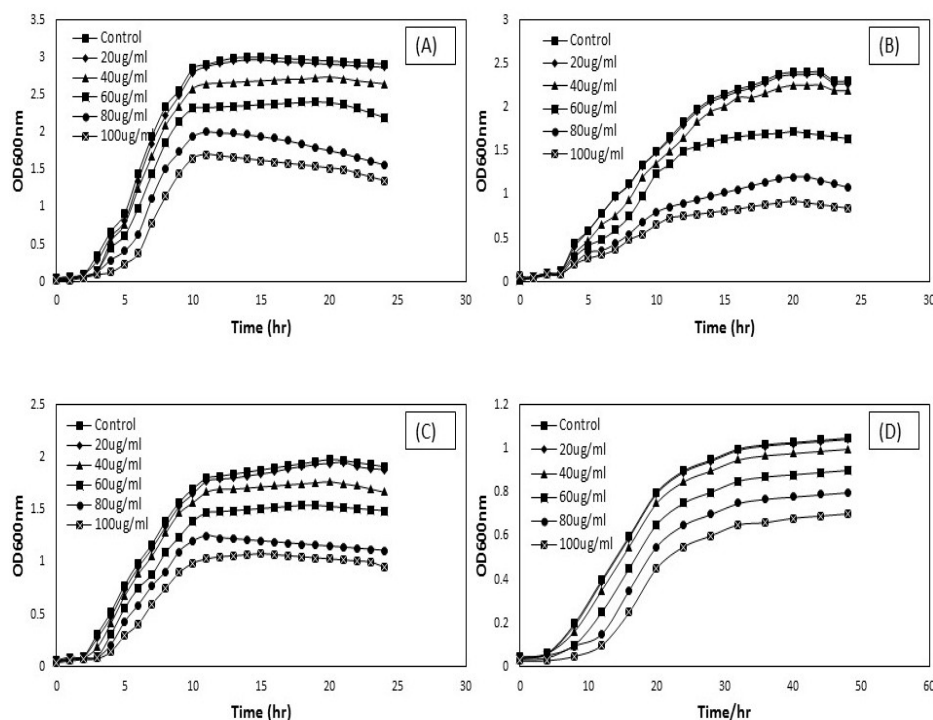 3.5
3
2.5
2
1.5
1
0.5
0
0 5 10 15 20 25 30
OD600nm
Time (hr)
Control
20ug/ml
40ug/ml
60ug/ml
80ug/ml
100ug/ml
(A)
3
2.5
2
1.5
1
0.5
0
0 5 10 15 20 25 30
OD600nm
Time (hr)
Control
20ug/ml
40ug/ml
60ug/ml
80ug/ml
100ug/ml
(B)
2.5
2
1.5
1
0.5
0
0 5 10 15 20 25 30
OD600nm
Time (hr)
Control
20ug/ml
40ug/ml
60ug/ml
80ug/ml
100ug/ml
(C)
1.2
1
0.8
0.6
0.4
0.2
0
0 10 20 30 40 50 60
OD600nm
Time/hr
Control
20ug/ml
40ug/ml
60ug/ml
80ug/ml
100ug/ml
(D)